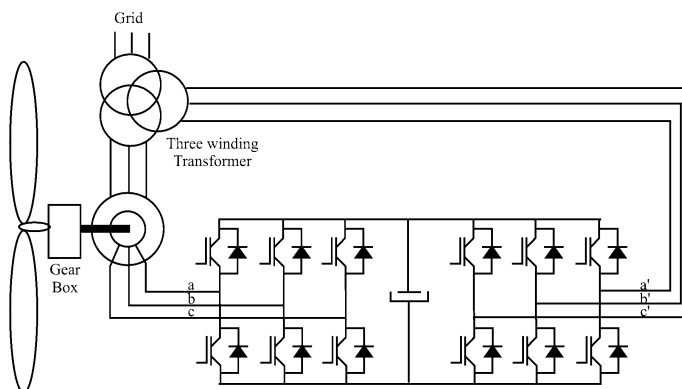 Grid
Three winding
Transformer
Gear
Box
a
b
c
a'
b'
c'